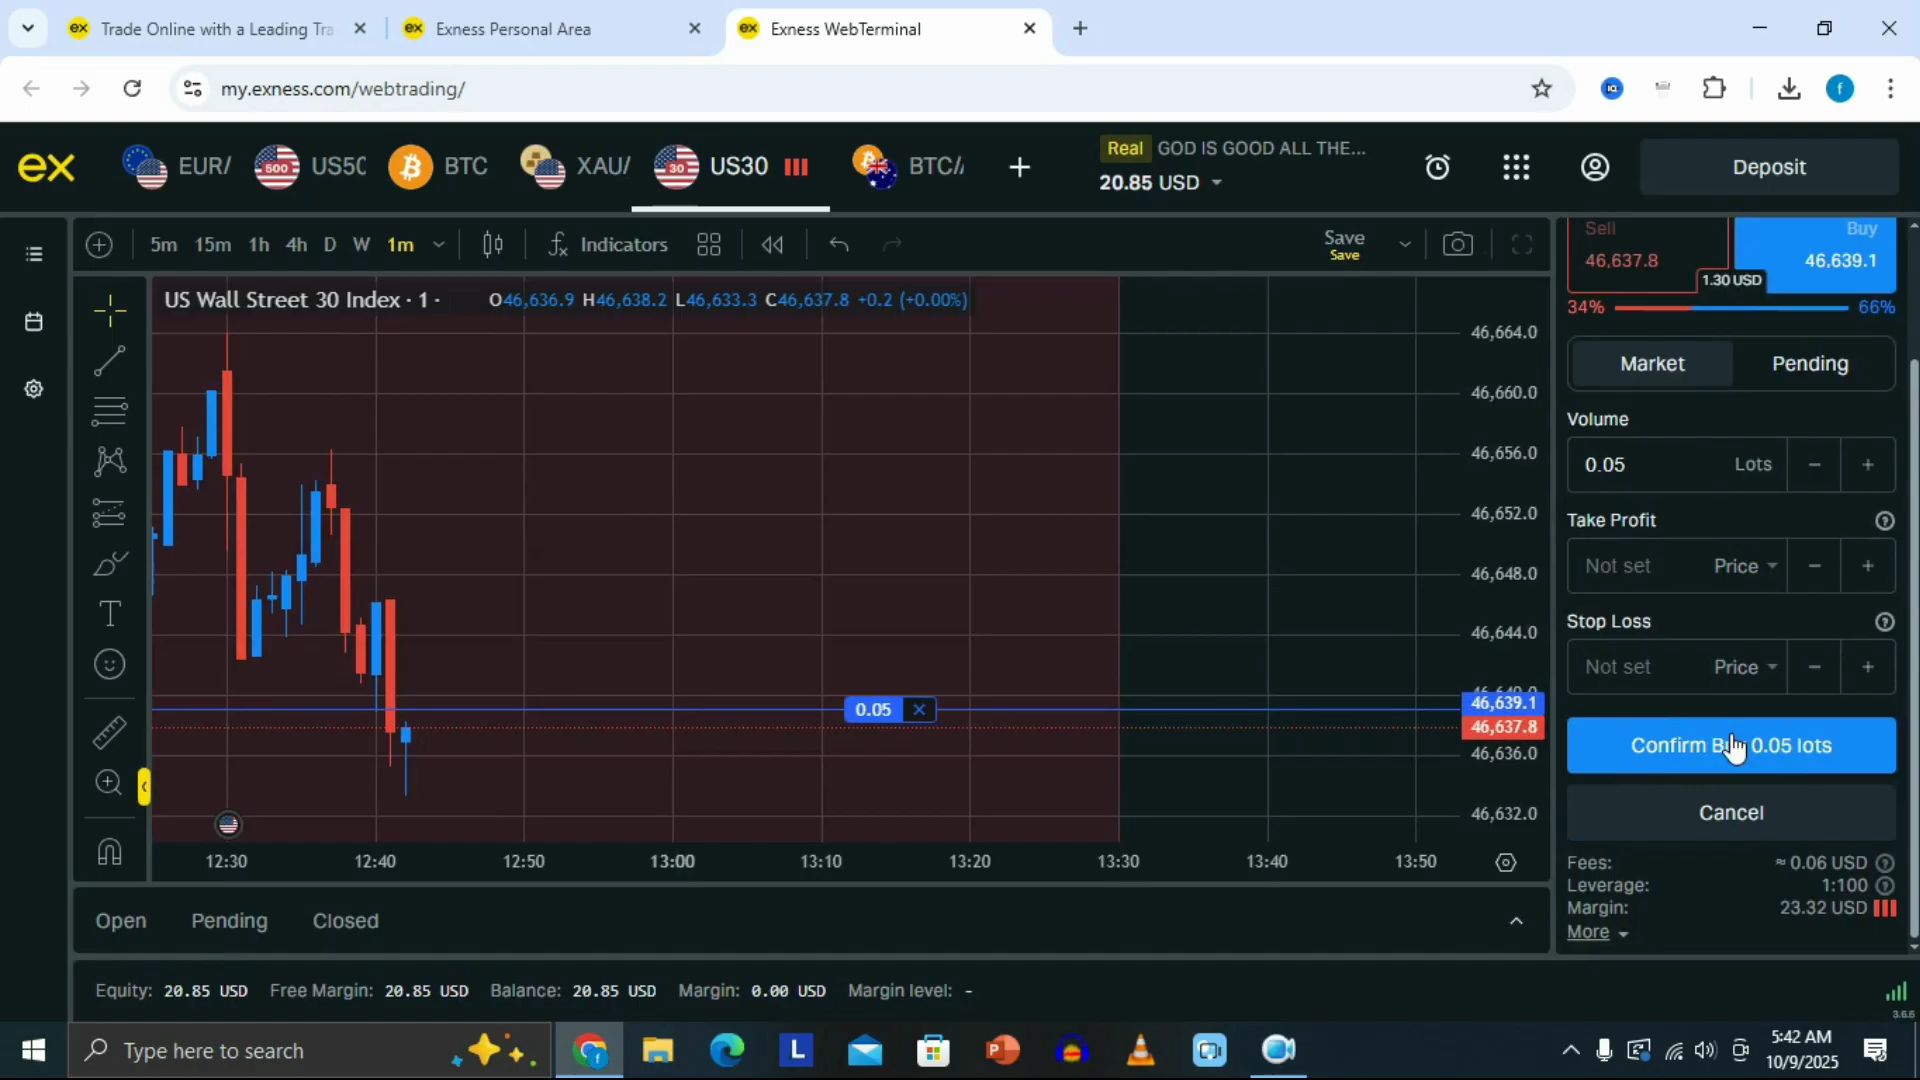 Trade Online with a Leading Tra
Exness Personal Area
Exness WebTerminal
my.exness.com/webtrading/
f
ex
EUR/
500
US50
BTC
XAU/
30
US30
BTC/
Real GOD IS GOOD ALL THE...
20.85 USD
Deposit
5m 15m 1h 4h D W 1m
Indicators
Save
Save
US Wall Street 30 Index · 1 ·
O46,636.9 H46,638.2 L46,633.3 C46,637.8 +0.2 (+0.00%)
46,664.0
46,660.0
46,656.0
46,652.0
46,648.0
46,644.0
46,639.1
46,637.8
46,636.0
46,632.0
0.05
12:30 12:40 12:50 13:00 13:10 13:20 13:30 13:40 13:50
Sell
46,637.8
Buy
46,639.1
1.30 USD
34%
66%
Market
Pending
Volume
0.05 Lots
Take Profit
Not set Price
Stop Loss
Not set Price
Confirm 0.05 lots
Cancel
Fees: ≈ 0.06 USD
Leverage: 1:100
Margin: 23.32 USD
More
Open Pending Closed
Equity: 20.85 USD Free Margin: 20.85 USD Balance: 20.85 USD Margin: 0.00 USD Margin level: -
3.6.6
Type here to search
L
5:42 AM
10/9/2025